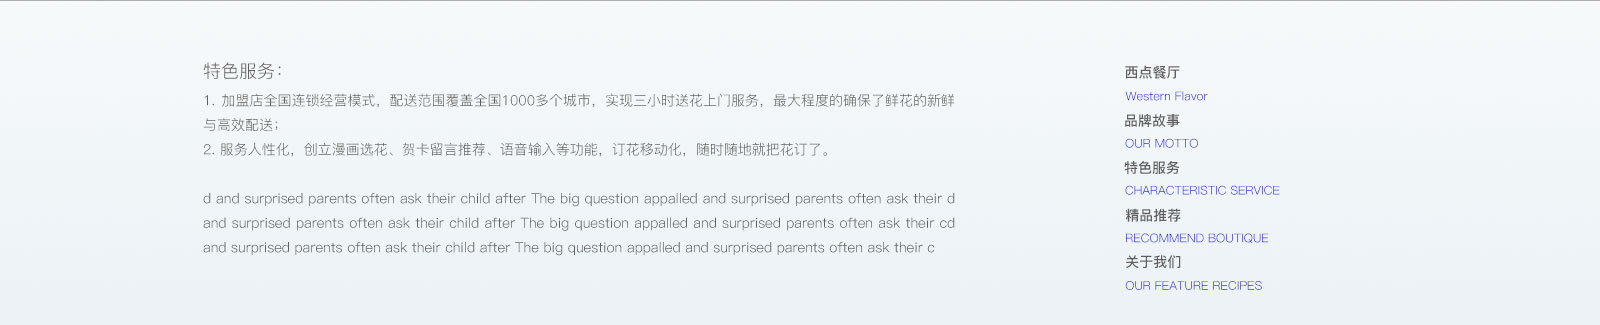 特色服务：
1. 加盟店全国连锁经营模式，配送范围覆盖全国1000多个城市，实现三小时送花上门服务，最大程度的确保了鲜花的新鲜
与高效配送；
2. 服务人性化，创立漫画选花、贺卡留言推荐、语音输入等功能，订花移动化，随时随地就把花订了。
d and surprised parents often ask their child after The big question appalled and surprised parents often ask their d
and surprised parents often ask their child after The big question appalled and surprised parents often ask their cd
and surprised parents often ask their child after The big question appalled and surprised parents often ask their c
西点餐厅
Western Flavor
品牌故事
OUR MOTTO
特色服务
CHARACTERISTIC SERVICE
精品推荐
RECOMMEND BOUTIQUE
关于我们
OUR FEATURE RECIPES